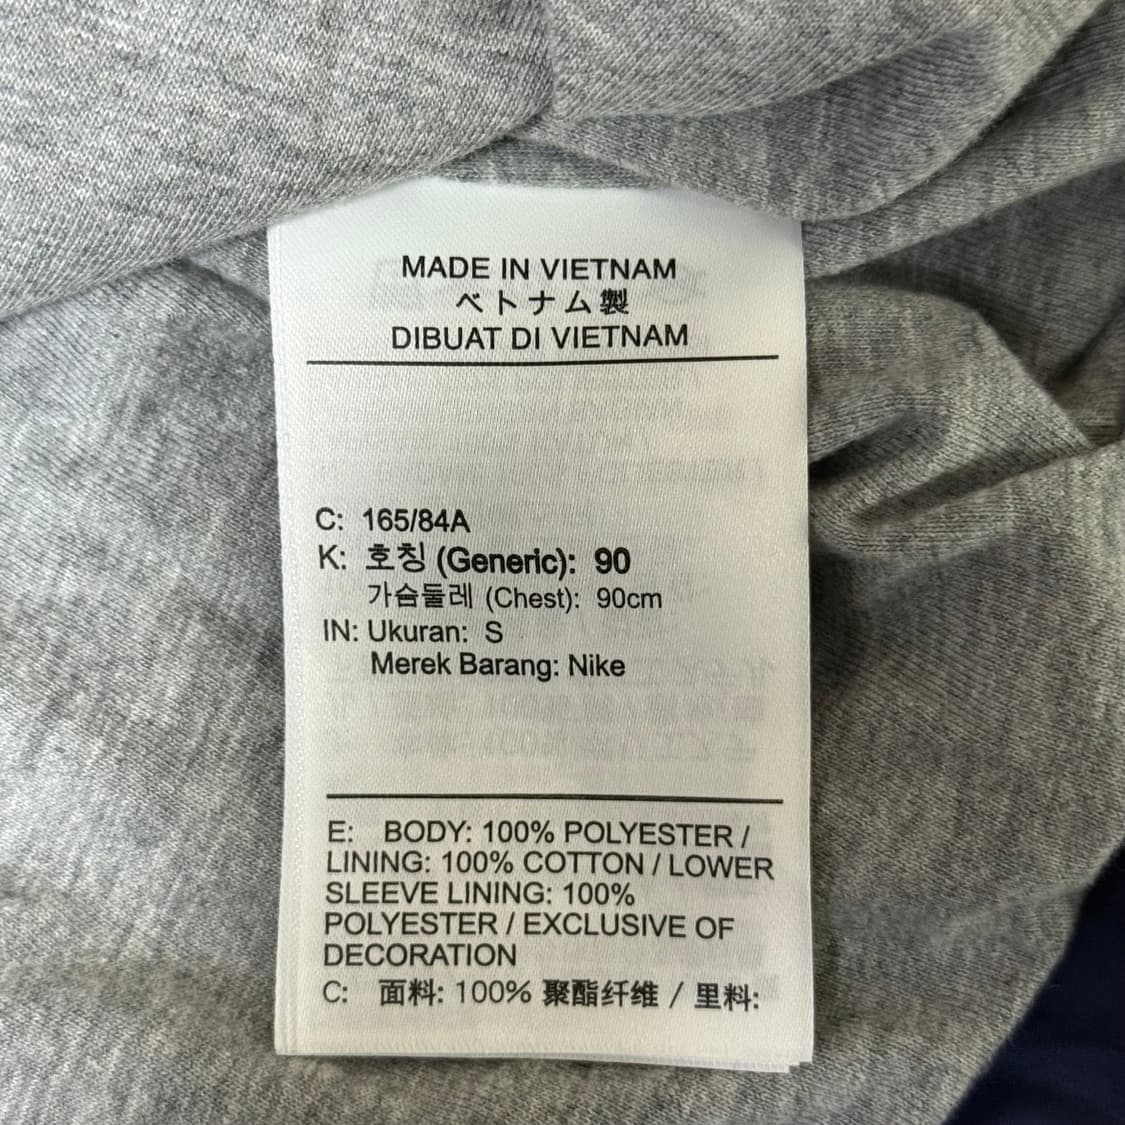 MADE IN VIETNAM
ベトナム製
DIBUAT DI VIETNAM
C: 165/84A
K: 호칭 (Generic): 90
가슴둘레 (Chest): 90cm
IN: Ukuran: S
Merek Barang: Nike
E: BODY: 100% POLYESTER /
LINING: 100% COTTON / LOWER
SLEEVE LINING: 100%
POLYESTER / EXCLUSIVE OF
DECORATION
C: 面料: 100% 聚酯纤维 / 里料: